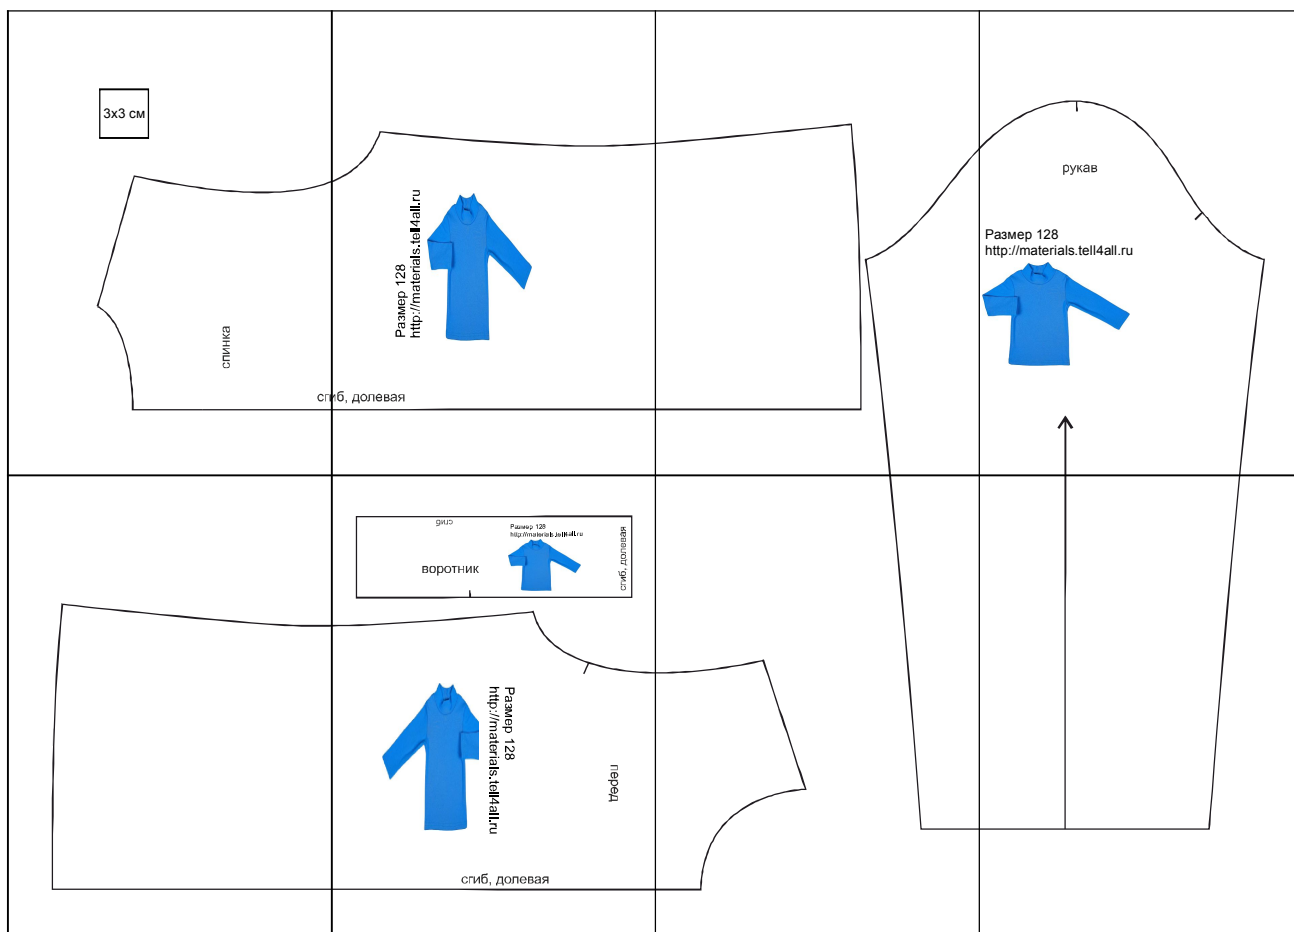 3х3 см
Размер 128
http://materials.tell4all.ru
спинка
сгиб, долевая
рукав
Размер 128
http://materials.tell4all.ru
сгиб
Размер 128
http://materials.tell4all.ru
воротник
сгиб, долевая
Размер 128
http://materials.tell4all.ru
перед
сгиб, долевая